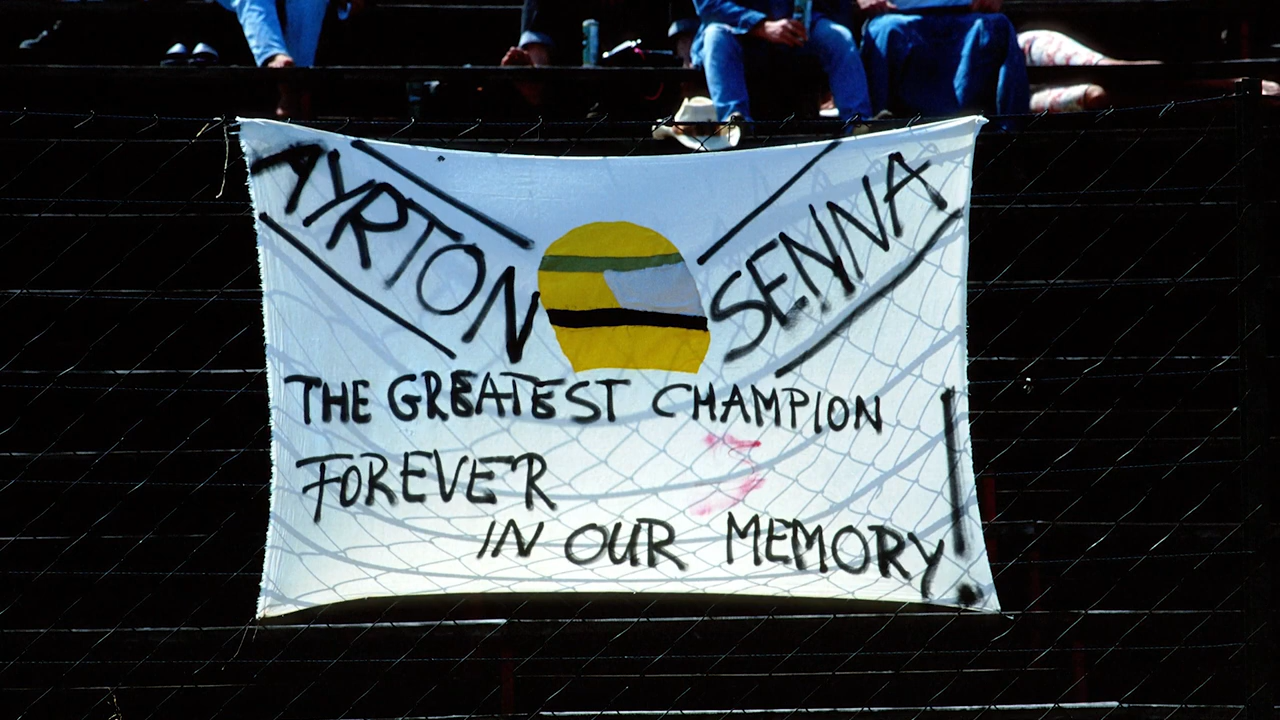 AYRTON SENNA
THE GREATEST CHAMPION
FOREVER
IN OUR MEMORY!